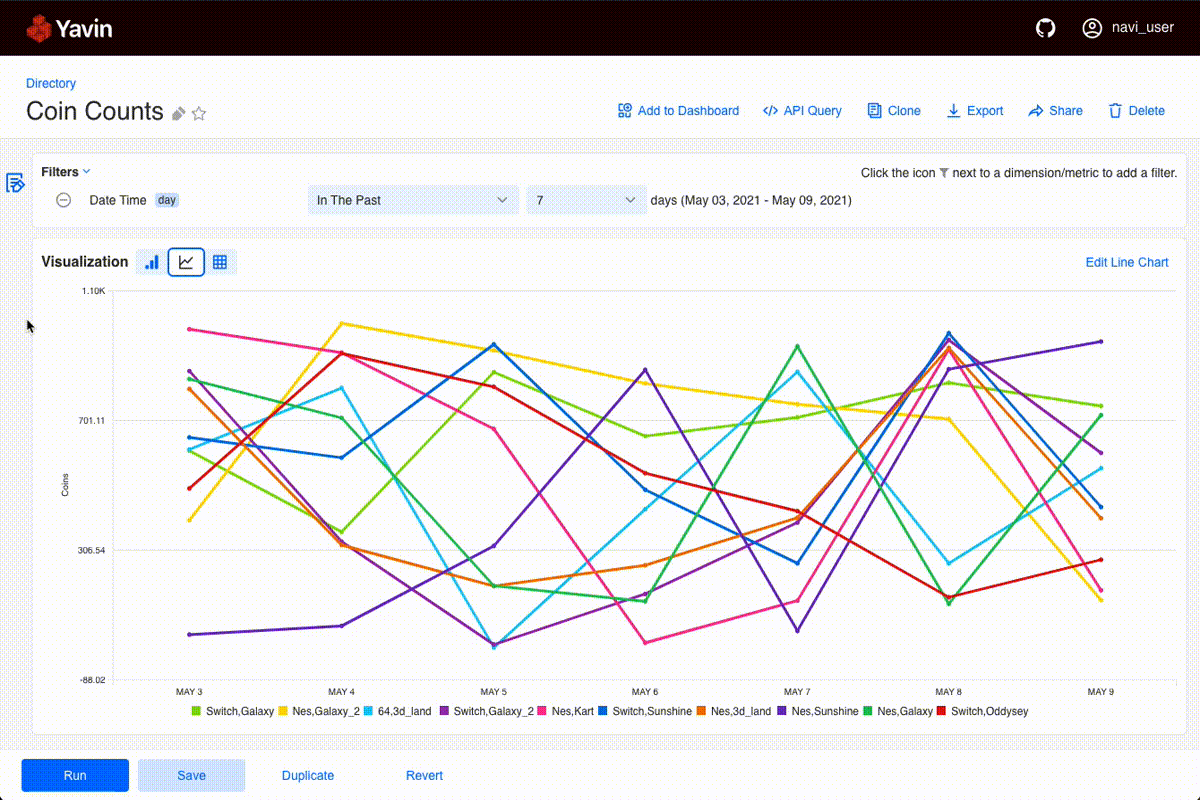 Yavin
navi_user
Directory
Coin Counts
Add to Dashboard
</> API Query
Clone
Export
Share
Delete
Filters
Click the icon next to a dimension/metric to add a filter.
Date Time day In The Past 7 days (May 03, 2021 - May 09, 2021)
Visualization
Edit Line Chart
1.10K
701.11
Coins
306.54
-88.02
MAY 3 MAY 4 MAY 5 MAY 6 MAY 7 MAY 8 MAY 9
Switch,Galaxy Nes,Galaxy_2 64,3d_land Switch,Galaxy_2 Nes,Kart Switch,Sunshine Nes,3d_land Nes,Sunshine Nes,Galaxy Switch,Oddysey
Run Save Duplicate Revert